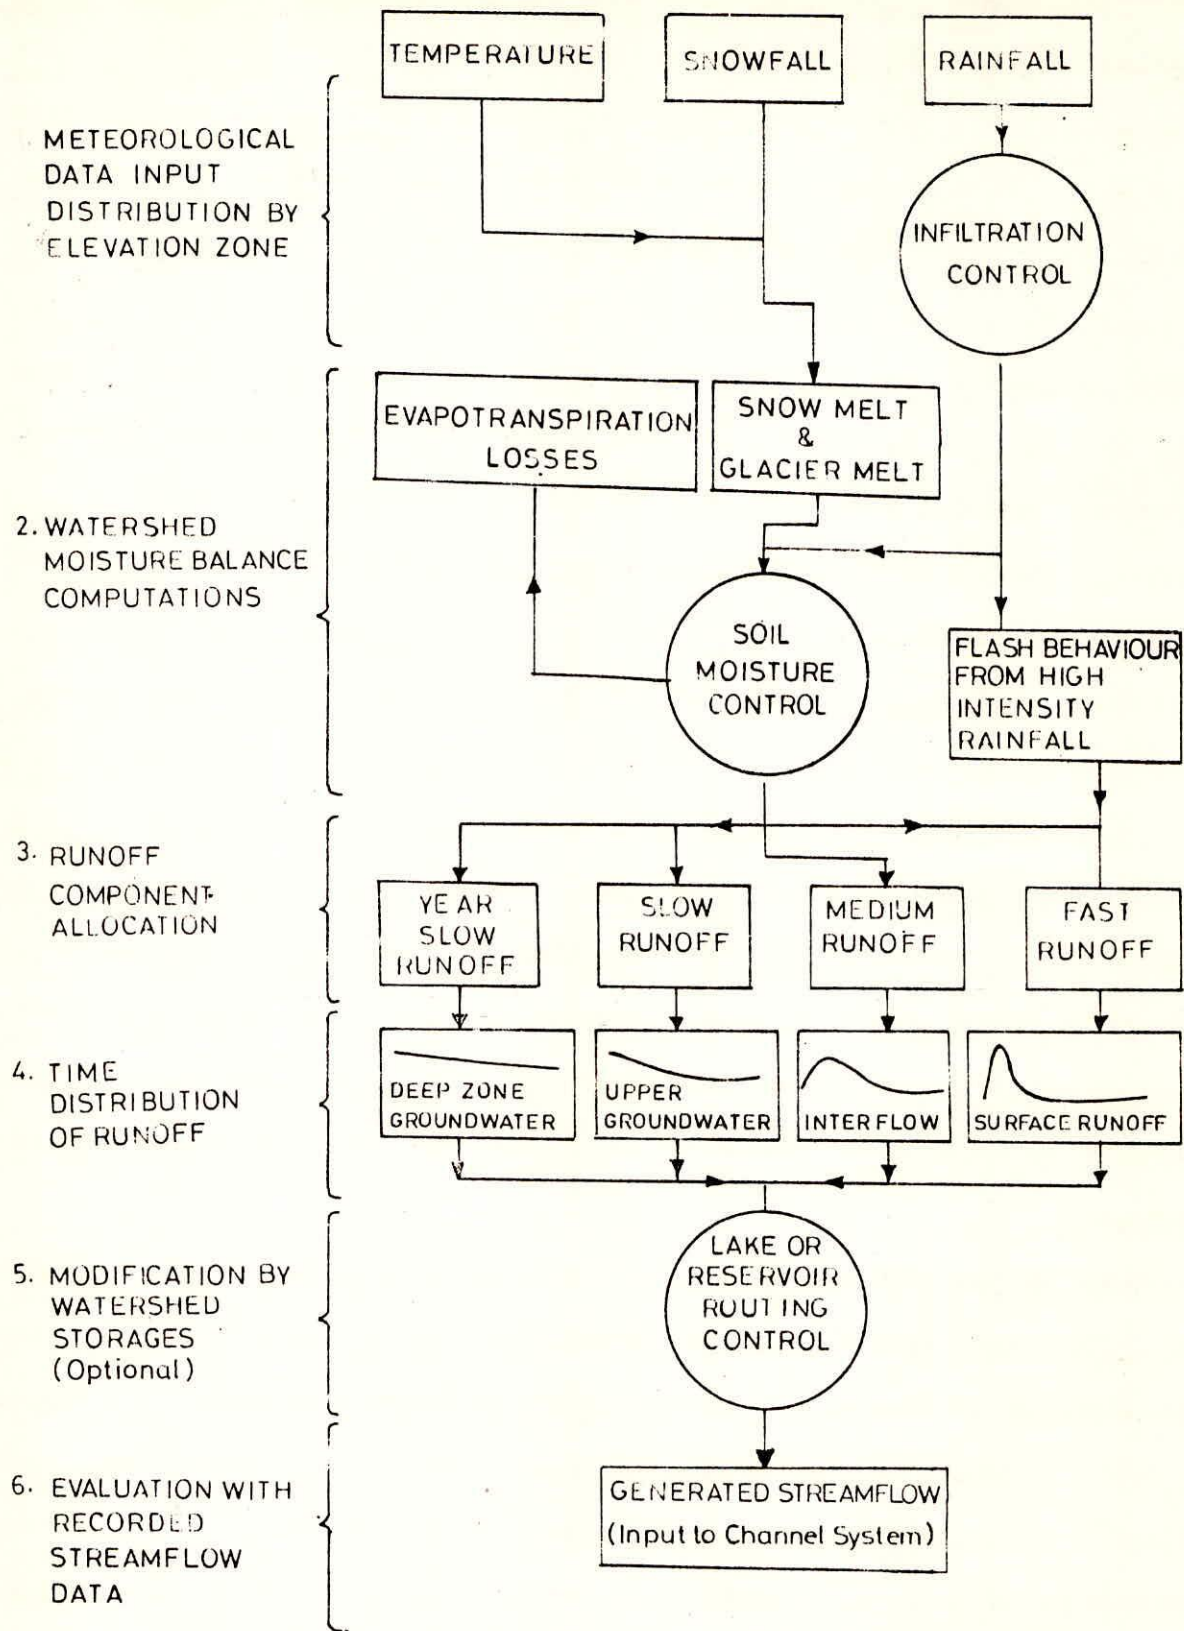 TEMPERATURE
SNOWFALL
RAINFALL
METEOROLOGICAL
DATA INPUT
DISTRIBUTION BY
ELEVATION ZONE
INFILTRATION
CONTROL
EVAPOTRANSPIRATION
LOSSES
SNOW MELT
&
GLACIER MELT
2. WATERSHED
MOISTURE BALANCE
COMPUTATIONS
SOIL
MOISTURE
CONTROL
FLASH BEHAVIOUR
FROM HIGH
INTENSITY
RAINFALL
3. RUNOFF
COMPONENT
ALLOCATION
YEAR
SLOW
RUNOFF
SLOW
RUNOFF
MEDIUM
RUNOFF
FAST
RUNOFF
4. TIME
DISTRIBUTION
OF RUNOFF
DEEP ZONE
GROUNDWATER
UPPER
GROUNDWATER
INTERFLOW
SURFACE RUNOFF
5. MODIFICATION BY
WATERSHED
STORAGES
(Optional)
LAKE OR
RESERVOIR
ROUTING
CONTROL
6. EVALUATION WITH
RECORDED
STREAMFLOW
DATA
GENERATED STREAMFLOW
(Input to Channel System)